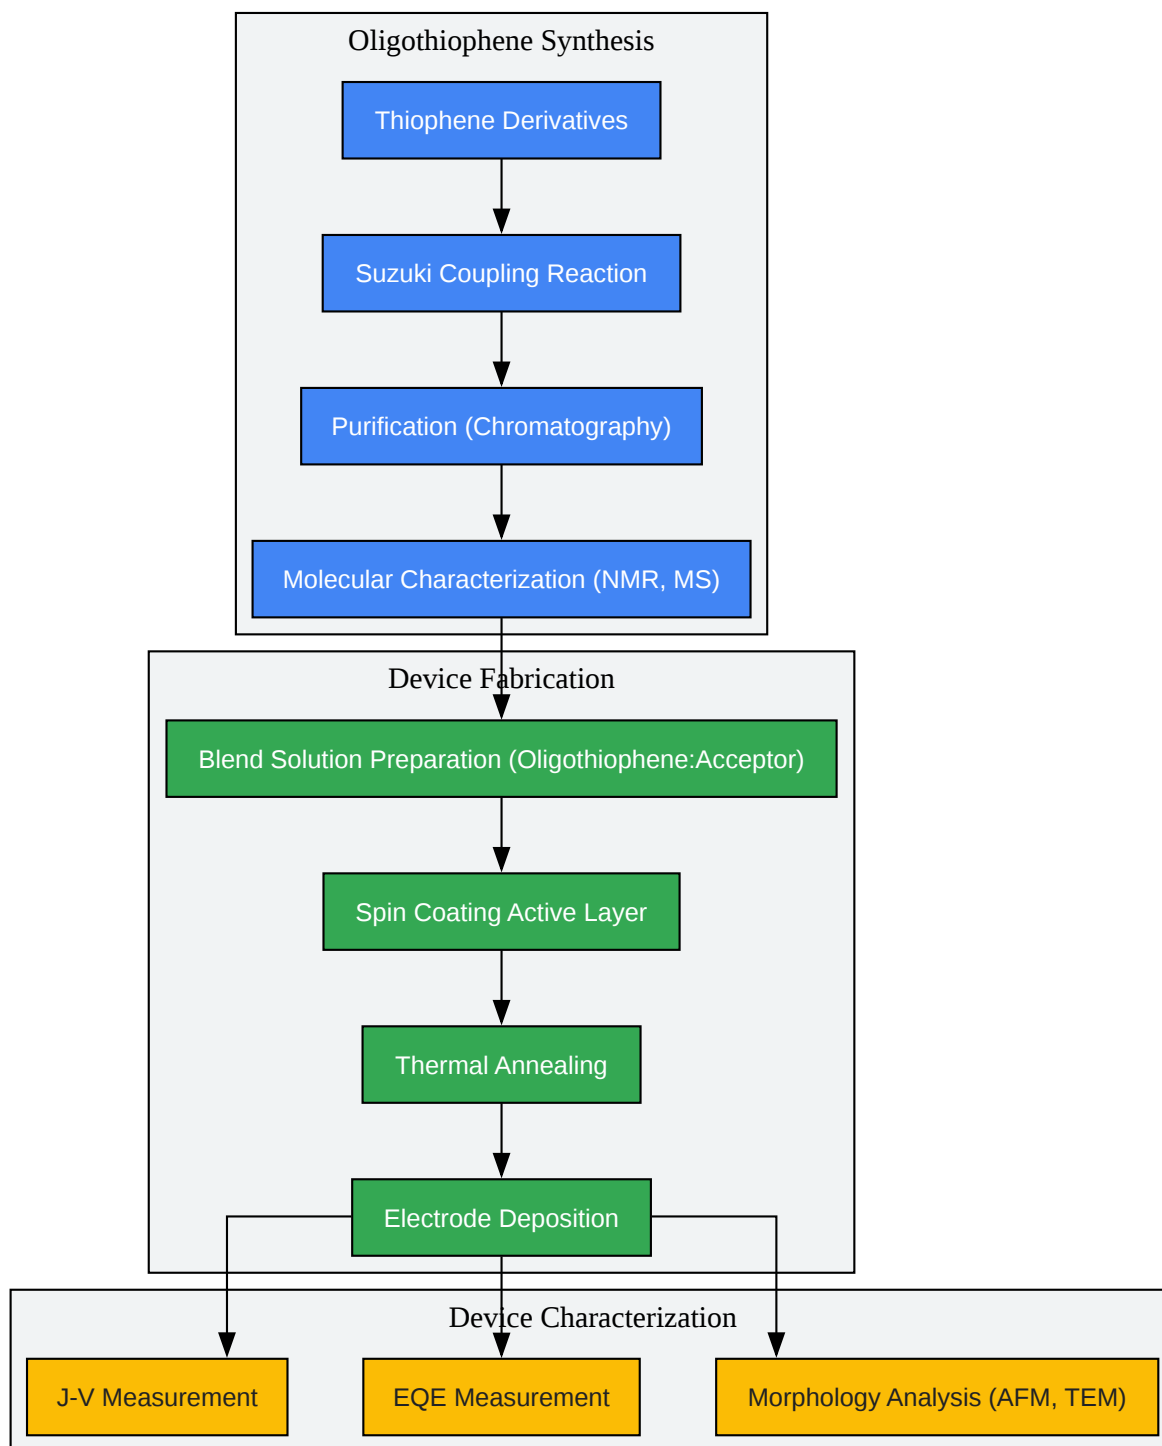 Oligothiophene Synthesis
Thiophene Derivatives
Suzuki Coupling Reaction
Purification (Chromatography)
Molecular Characterization (NMR, MS)
Device Fabrication
Blend Solution Preparation (Oligothiophene:Acceptor)
Spin Coating Active Layer
Thermal Annealing
Electrode Deposition
Device Characterization
J-V Measurement
EQE Measurement
Morphology Analysis (AFM, TEM)